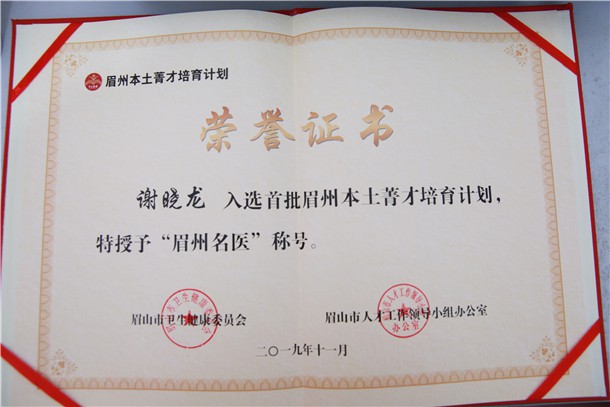 眉州本土菁才培育计划
荣誉证书
谢晓龙 入选首批眉州本土菁才培育计划，
特授予“眉州名医”称号。
眉山市卫生健康委员会 眉山市人才工作领导小组办公室
二〇一九年十一月